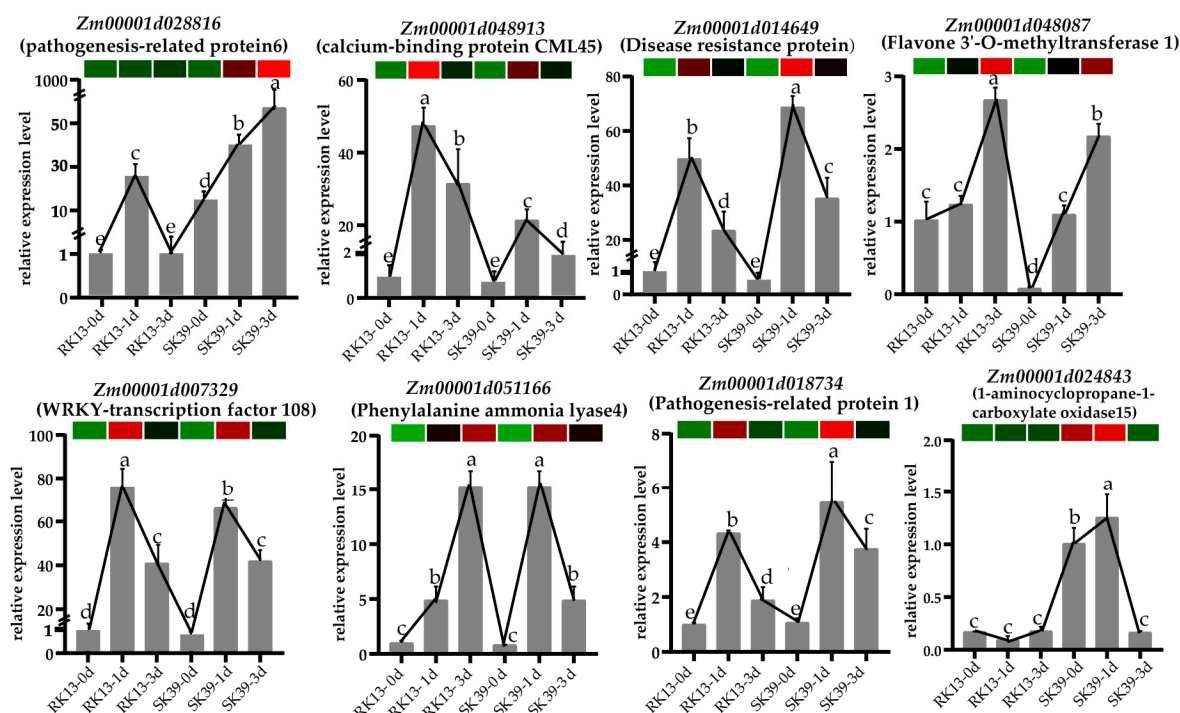 Zm00001d028816
(pathogenesis-related protein6)
relative expression level
1000
50
30
10
1
0
e
c
e
d
b
a
RK13-0d
RK13-1d
RK13-3d
SK39-0d
SK39-1d
SK39-3d
Zm00001d048913
(calcium-binding protein CML45)
relative expression level
60
40
20
2
0
e
a
b
e
c
d
RK13-0d
RK13-1d
RK13-3d
SK39-0 d
SK39-1 d
SK39-3 d
Zm00001d014649
(Disease resistance protein)
relative expression level
80
60
40
20
1
0
e
b
d
e
a
c
RK13-0d
RK13-1d
RK13-3d
SK39-0d
SK39-1d
SK39-3d
Zm00001d048087
(Flavone 3'-O-methyltransferase 1)
relative expression level
3
2
1
0
c
c
a
d
c
b
RK13-0d
RK13-1d
RK13-3d
SK39-0d
SK39-1d
SK39-3d
Zm00001d007329
(WRKY-transcription factor 108)
relative expression level
100
80
60
40
20
1
0
d
a
c
d
b
c
RK13-0d
RK13-1d
RK13-3d
SK39-0d
SK39-1d
SK39-3d
Zm00001d051166
(Phenylalanine ammonia lyase4)
relative expression level
20
15
10
5
0
c
b
a
c
a
b
RK13-0 d
RK13-1 d
RK13-3 d
SK39-0 d
SK39-1 d
SK39-3 d
Zm00001d018734
(Pathogenesis-related protein 1)
relative expression level
8
6
4
2
0
e
b
d
e
a
c
RK13-0d
RK13-1d
RK13-3d
SK39-0d
SK39-1d
SK39-3d
Zm00001d024843
(1-aminocyclopropane-1-
carboxylate oxidase15)
relative expression level
2.0
1.5
1.0
0.5
0.0
c
c
c
b
a
c
RK13-0d
RK13-1d
RK13-3d
SK39-0d
SK39-1d
SK39-3d